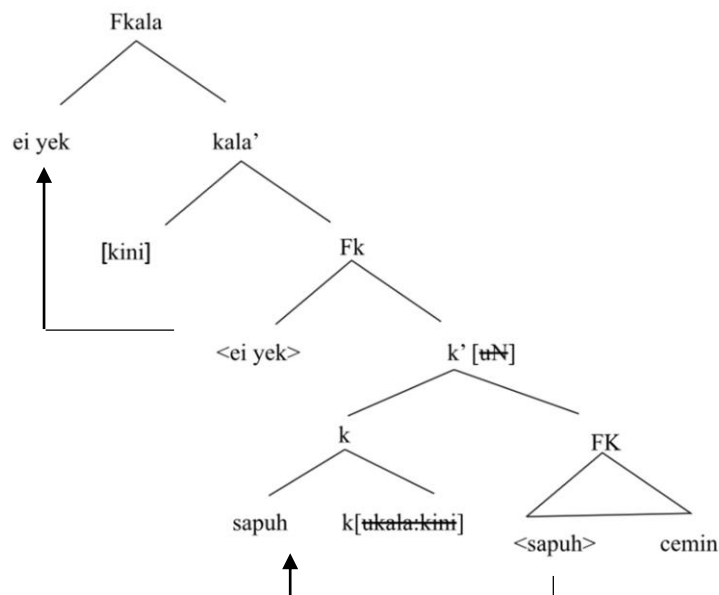 Fkala
ei yek kala’
[kini] Fk
<ei yek> k’ [uN]
k FK
sapuh k[ukala:kini] <sapuh> cemin